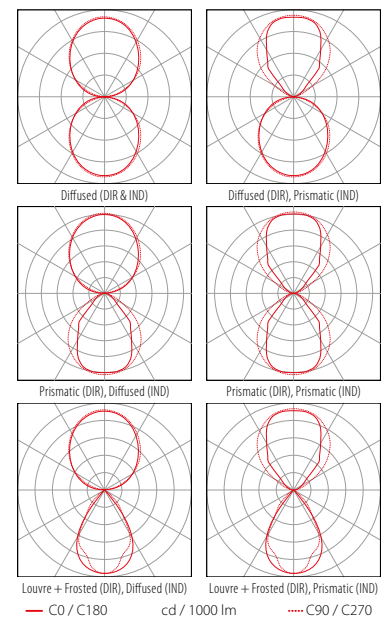 Diffused (DIR & IND)
Diffused (DIR), Prismatic (IND)
Prismatic (DIR), Diffused (IND)
Prismatic (DIR), Prismatic (IND)
Louvre + Frosted (DIR), Diffused (IND)
Louvre + Frosted (DIR), Prismatic (IND)
C0 / C180 cd / 1000 lm C90 / C270